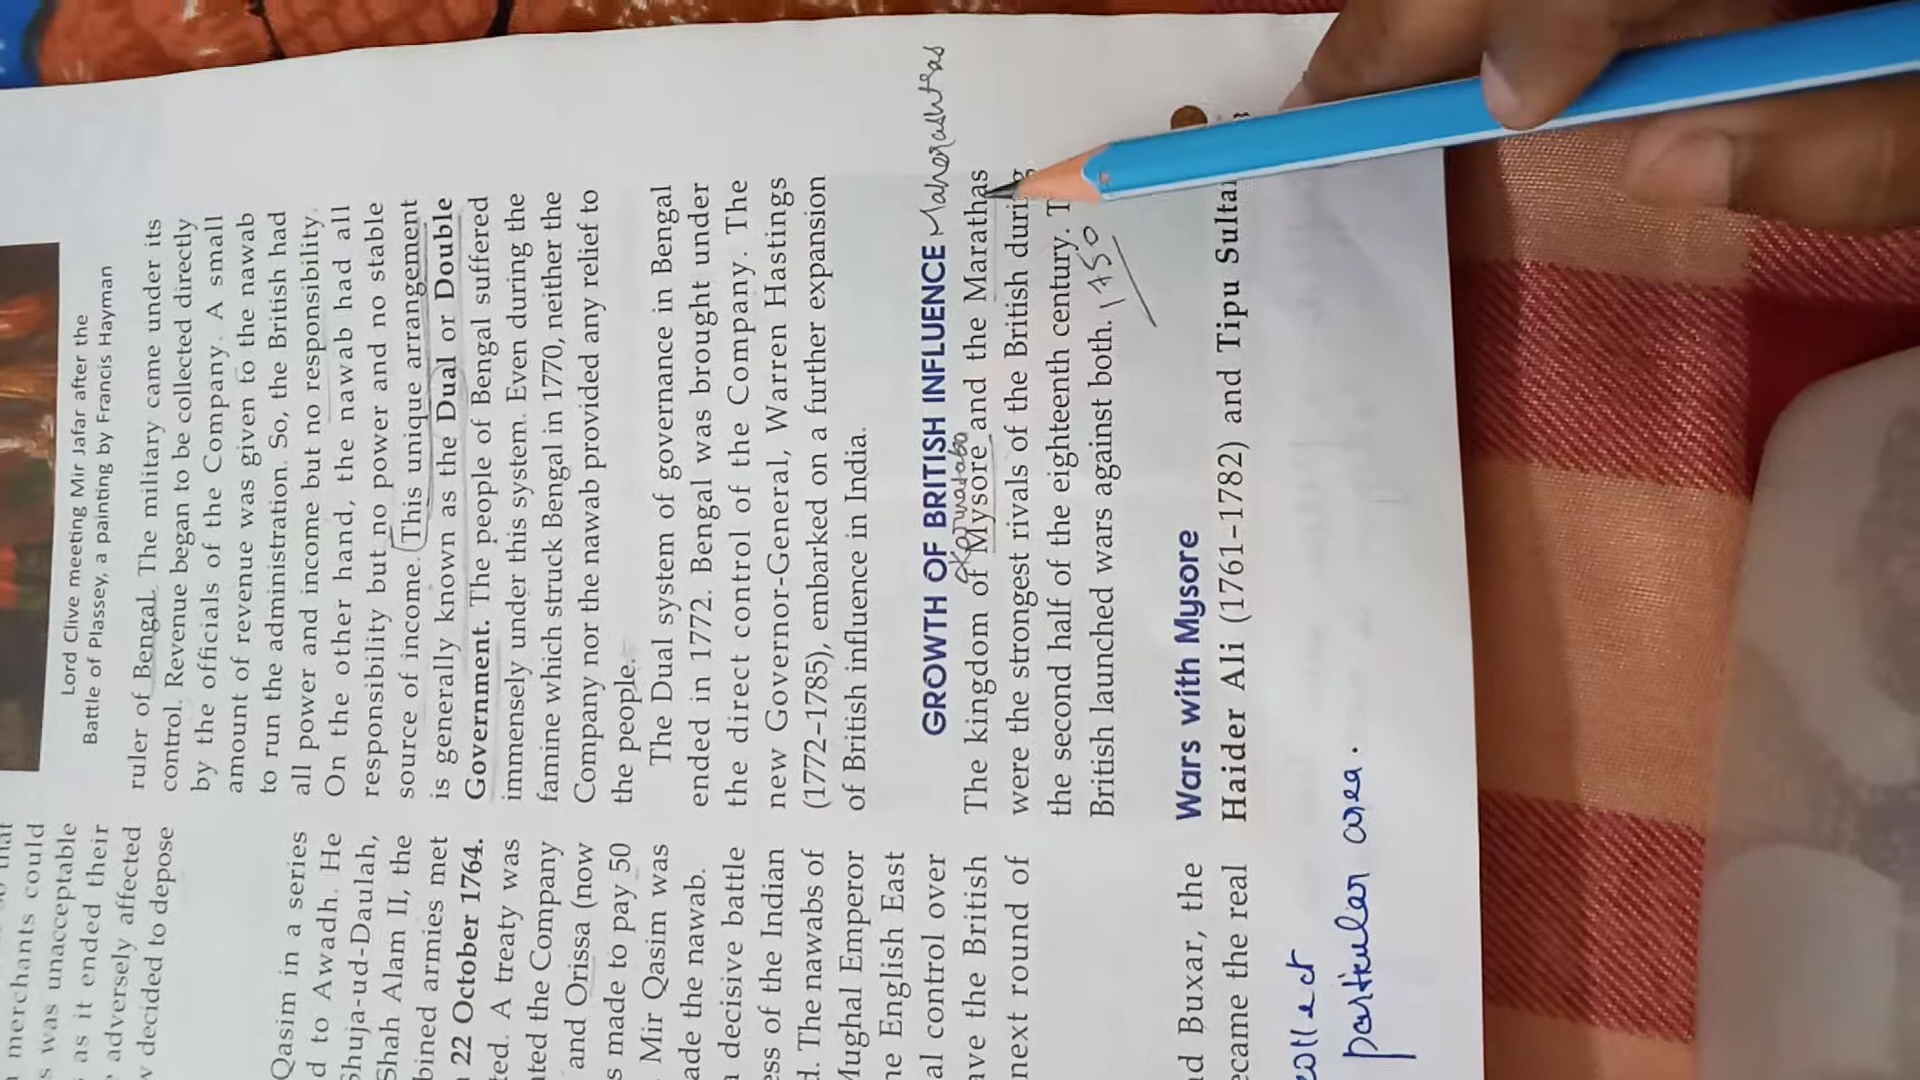 merchants could
was unacceptable
as it ended their
adversely affected
decided to depose
Qasim in a series
d to Awadh. He
Shuja-ud-Daulah,
Shah Alam II, the
bined armies met
22 October 1764.
ted. A treaty was
ted the Company
and Orissa (now
s made to pay 50
Mir Qasim was
ade the nawab.
decisive battle
ess of the Indian
d. The nawabs of
Mughal Emperor
ne English East
al control over
ave the British
next round of
nd Buxar, the
ecame the real
collect
particular area.
Lord Clive meeting Mir Jafar after the
Battle of Plassey, a painting by Francis Hayman
ruler of Bengal. The military came under its
control. Revenue began to be collected directly
by the officials of the Company. A small
amount of revenue was given to the nawab
to run the administration. So, the British had
all power and income but no responsibility.
On the other hand, the nawab had all
responsibility but no power and no stable
source of income. This unique arrangement
is generally known as the Dual or Double
Government. The people of Bengal suffered
immensely under this system. Even during the
famine which struck Bengal in 1770, neither the
Company nor the nawab provided any relief to
the people.
The Dual system of governance in Bengal
ended in 1772. Bengal was brought under
the direct control of the Company. The
new Governor-General, Warren Hastings
(1772–1785), embarked on a further expansion
of British influence in India.
GROWTH OF BRITISH INFLUENCE
The kingdom of Mysore and the Marathas
were the strongest rivals of the British during
the second half of the eighteenth century. T
British launched wars against both. 1750
Wars with Mysore
Haider Ali (1761–1782) and Tipu Sultan